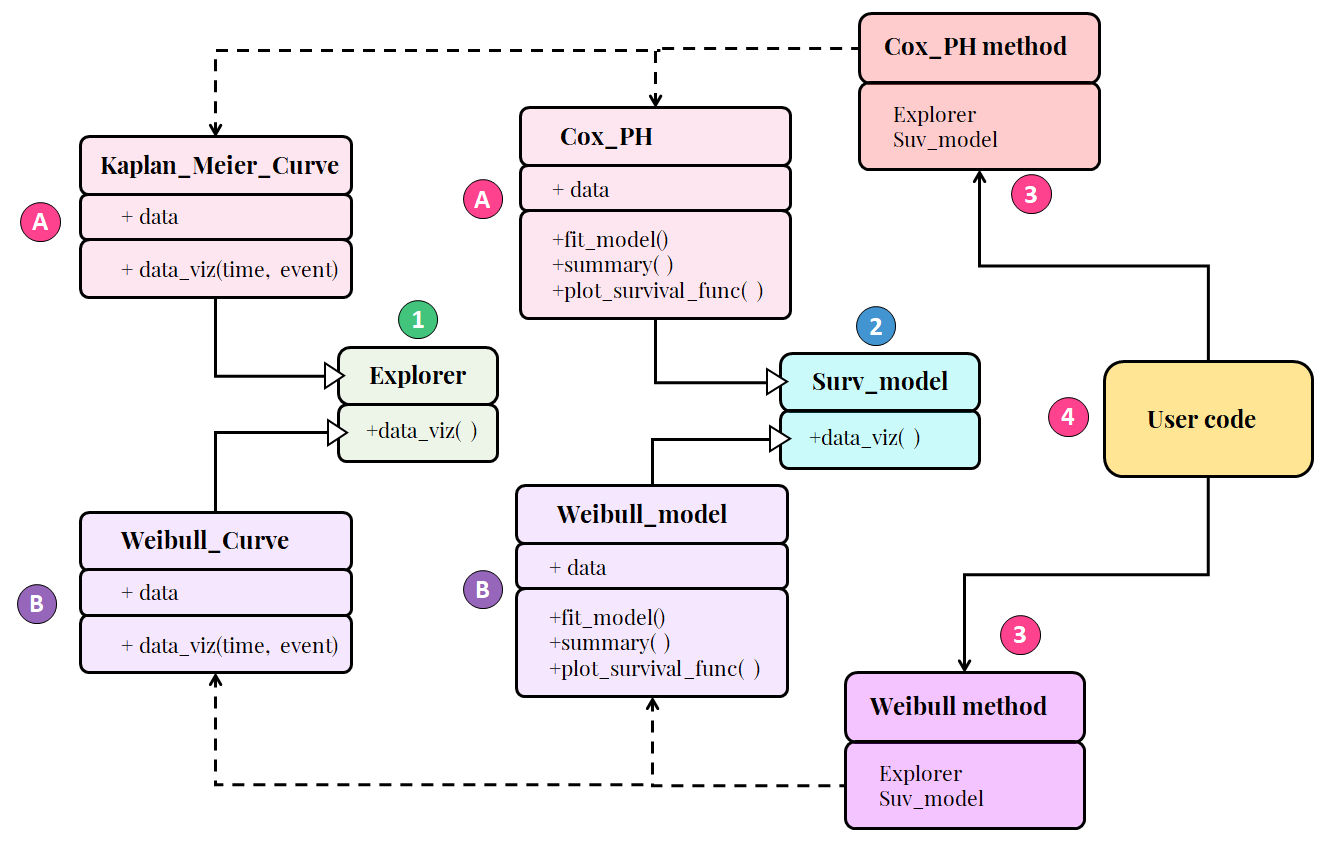 Cox_PH method
Explorer
Suv_model
3
Kaplan_Meier_Curve
+ data
+ data_viz(time, event)
A
Cox_PH
+ data
+fit_model()
+summary( )
+plot_survival_func( )
A
1
Explorer
+data_viz( )
2
Surv_model
+data_viz( )
4
User code
Weibull_Curve
+ data
+ data_viz(time, event)
B
Weibull_model
+ data
+fit_model()
+summary( )
+plot_survival_func( )
B
3
Weibull method
Explorer
Suv_model